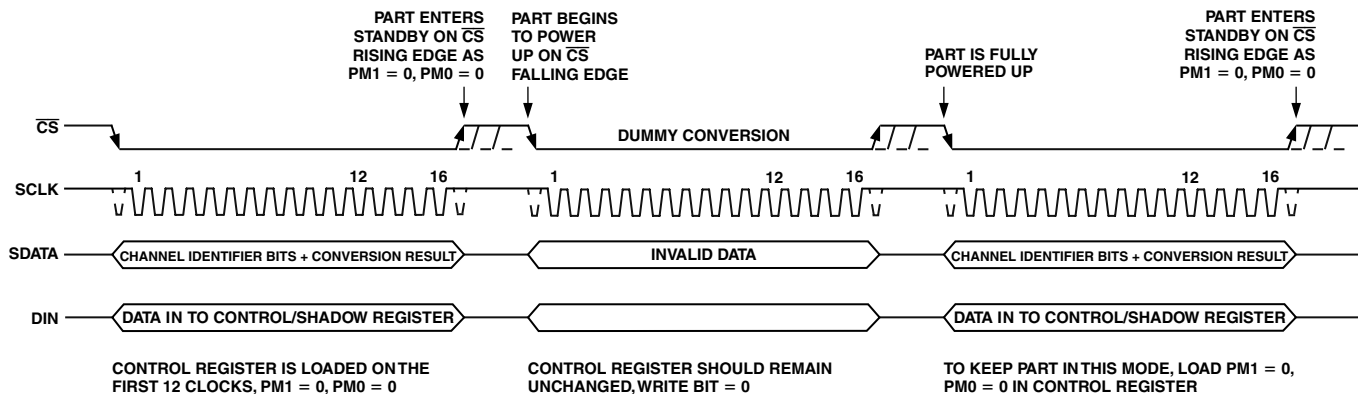 PART ENTERS
STANDBY ON CS
RISING EDGE AS
PM1 = 0, PM0 = 0
PART BEGINS
TO POWER
UP ON CS
FALLING EDGE
PART IS FULLY
POWERED UP
PART ENTERS
STANDBY ON CS
RISING EDGE AS
PM1 = 0, PM0 = 0
CS
DUMMY CONVERSION
SCLK
1 12 16
1 12 16
1 12 16
SDATA
CHANNEL IDENTIFIER BITS + CONVERSION RESULT
INVALID DATA
CHANNEL IDENTIFIER BITS + CONVERSION RESULT
DIN
DATA IN TO CONTROL/SHADOW REGISTER
DATA IN TO CONTROL/SHADOW REGISTER
CONTROL REGISTER IS LOADED ON THE
FIRST 12 CLOCKS, PM1 = 0, PM0 = 0
CONTROL REGISTER SHOULD REMAIN
UNCHANGED, WRITE BIT = 0
TO KEEP PART IN THIS MODE, LOAD PM1 = 0,
PM0 = 0 IN CONTROL REGISTER